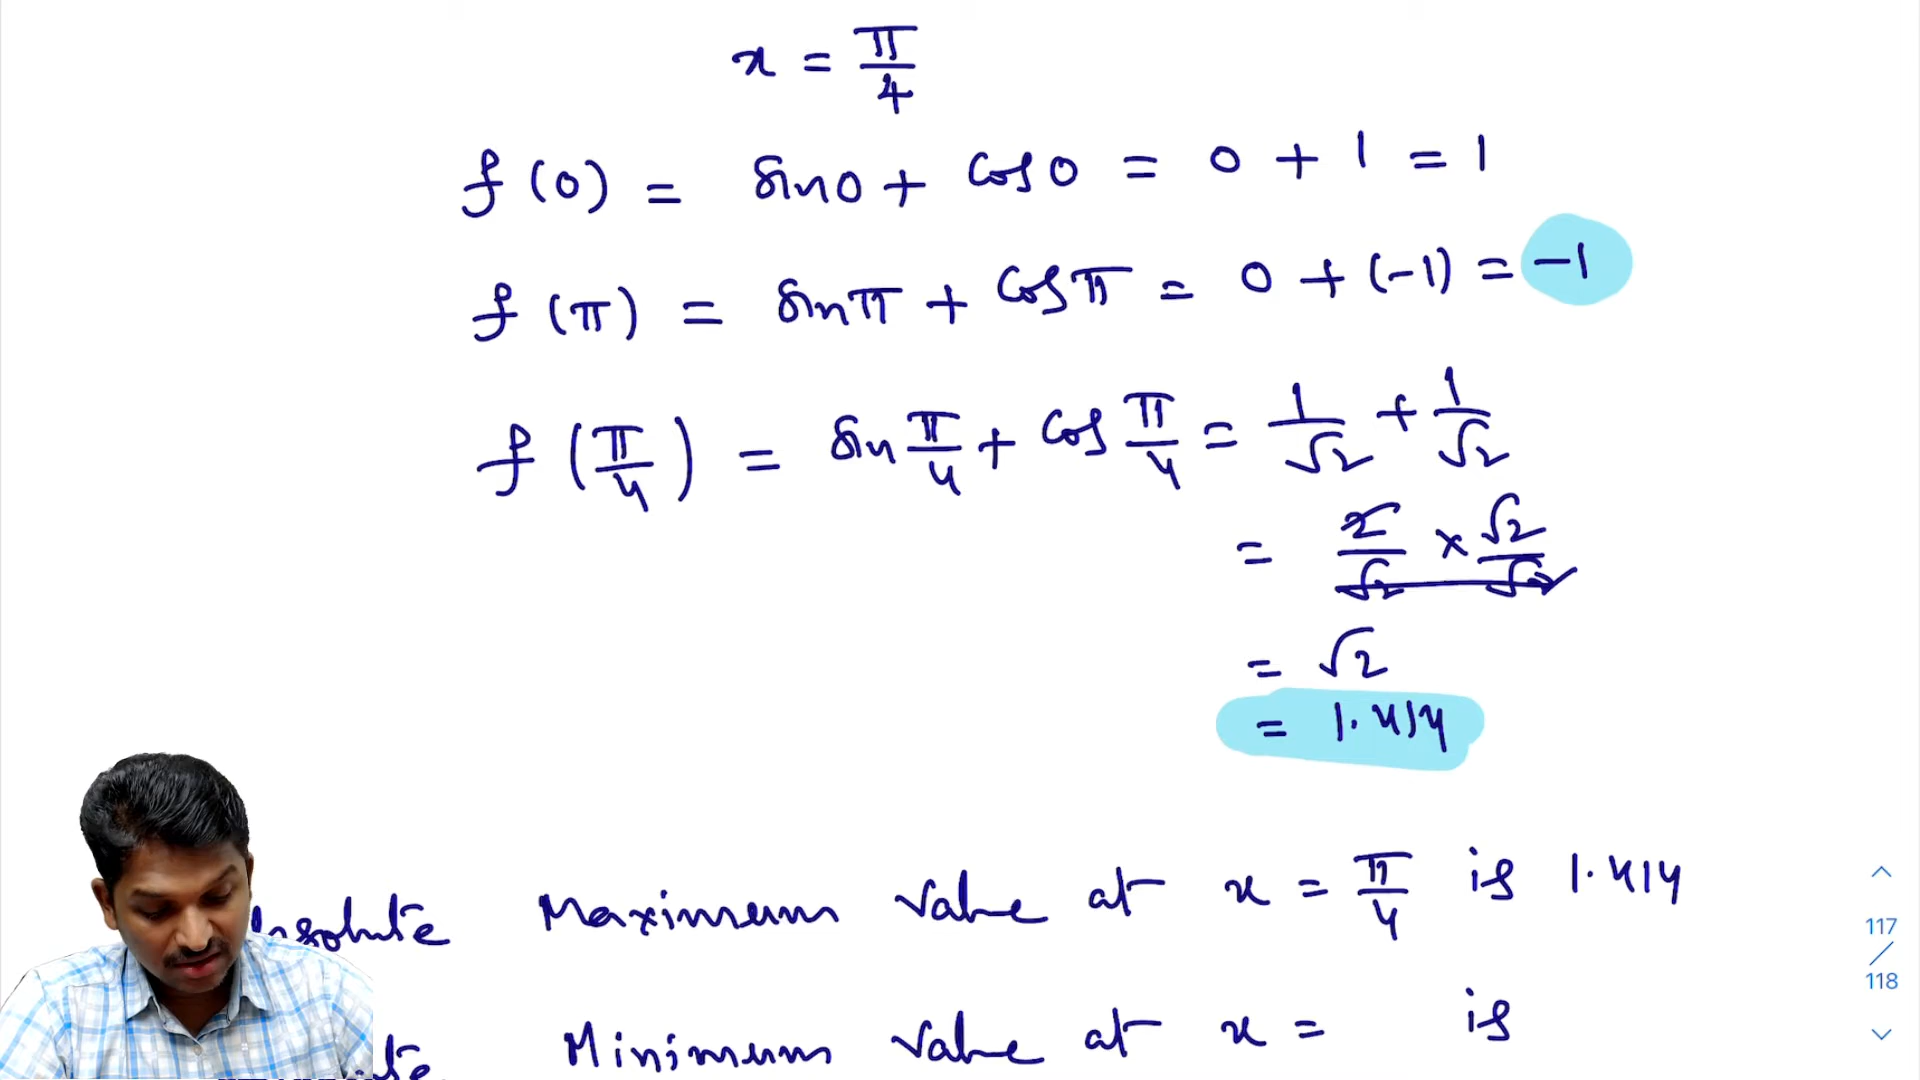 x = π/4
f(0) = sin0 + cos0 = 0 + 1 = 1
f(π) = sinπ + cosπ = 0 + (-1) = -1
f(π/4) = sin π/4 + cos π/4 = 1/√2 + 1/√2
= 2/√2 × √2/√2
= √2
= 1.414
Absolute Maximum Value at x = π/4 is 1.414
Minimum Value at x = is
117
/
118